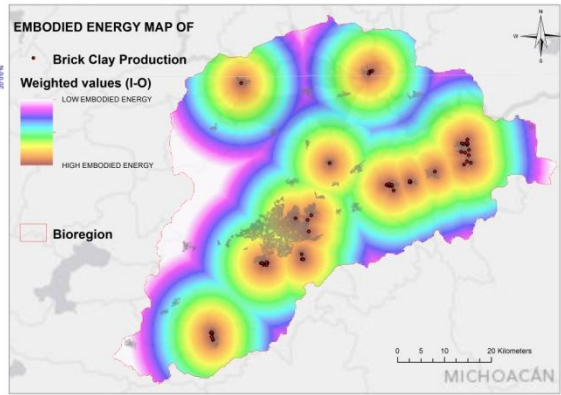 EMBODIED ENERGY MAP OF
Brick Clay Production
Weighted values (I-O)
LOW EMBODIED ENERGY
HIGH EMBODIED ENERGY
Bioregion
N
W
E
S
0 5 10 20 Kilometers
MICHOACÁN